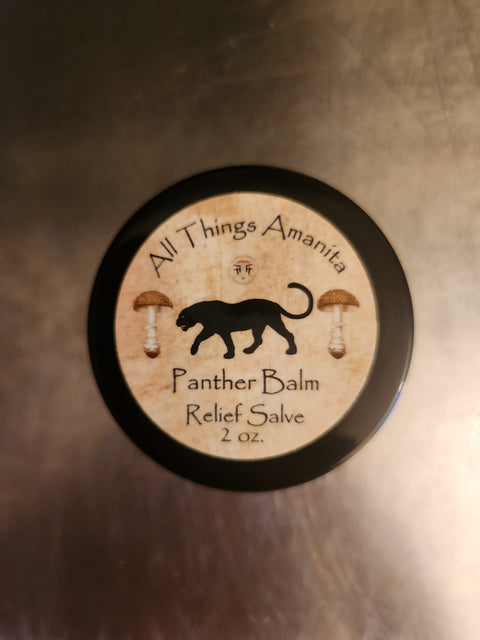 All Things Amanita
Panther Balm
Relief Salve
2 oz.